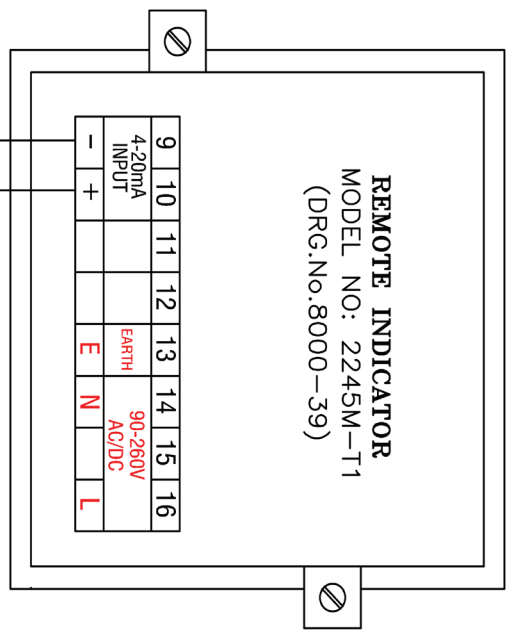 REMOTE INDICATOR
MODEL NO: 2245M-T1
(DRG.No.8000-39)
9 10 11 12 13 14 15 16
4-20mA
INPUT
EARTH
90-260V
AC/DC
- + E N L